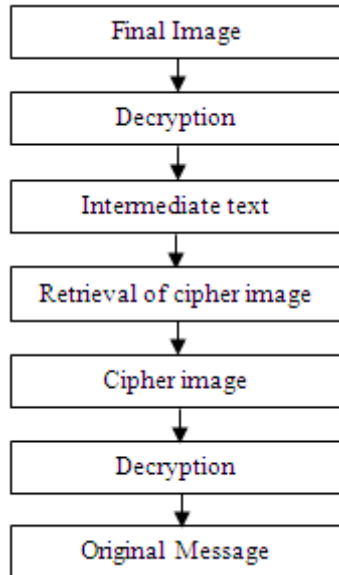 Final Image
Decryption
Intermediate text
Retrieval of cipher image
Cipher image
Decryption
Original Message